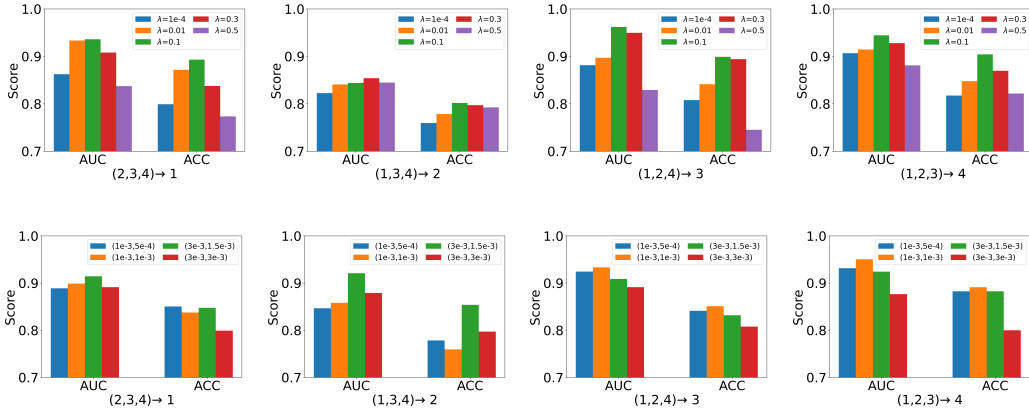 1.0
0.9
0.8
0.7
Score
λ=1e-4 λ=0.3
λ=0.01 λ=0.5
λ=0.1
AUC ACC
(2,3,4)→ 1
1.0
0.9
0.8
0.7
Score
λ=1e-4 λ=0.3
λ=0.01 λ=0.5
λ=0.1
AUC ACC
(1,3,4)→ 2
1.0
0.9
0.8
0.7
Score
λ=1e-4 λ=0.3
λ=0.01 λ=0.5
λ=0.1
AUC ACC
(1,2,4)→ 3
1.0
0.9
0.8
0.7
Score
λ=1e-4 λ=0.3
λ=0.01 λ=0.5
λ=0.1
AUC ACC
(1,2,3)→ 4
1.0
0.9
0.8
0.7
Score
(1e-3,5e-4) (3e-3,1.5e-3)
(1e-3,1e-3) (3e-3,3e-3)
AUC ACC
(2,3,4)→ 1
1.0
0.9
0.8
0.7
Score
(1e-3,5e-4) (3e-3,1.5e-3)
(1e-3,1e-3) (3e-3,3e-3)
AUC ACC
(1,3,4)→ 2
1.0
0.9
0.8
0.7
Score
(1e-3,5e-4) (3e-3,1.5e-3)
(1e-3,1e-3) (3e-3,3e-3)
AUC ACC
(1,2,4)→ 3
1.0
0.9
0.8
0.7
Score
(1e-3,5e-4) (3e-3,1.5e-3)
(1e-3,1e-3) (3e-3,3e-3)
AUC ACC
(1,2,3)→ 4